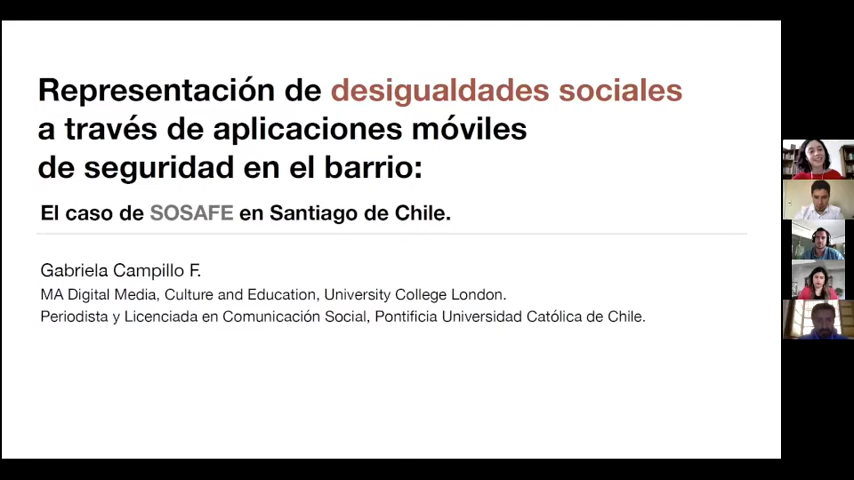 Representación de desigualdades sociales
a través de aplicaciones móviles
de seguridad en el barrio:
El caso de SOSAFE en Santiago de Chile.
Gabriela Campillo F.
MA Digital Media, Culture and Education, University College London.
Periodista y Licenciada en Comunicación Social, Pontificia Universidad Católica de Chile.